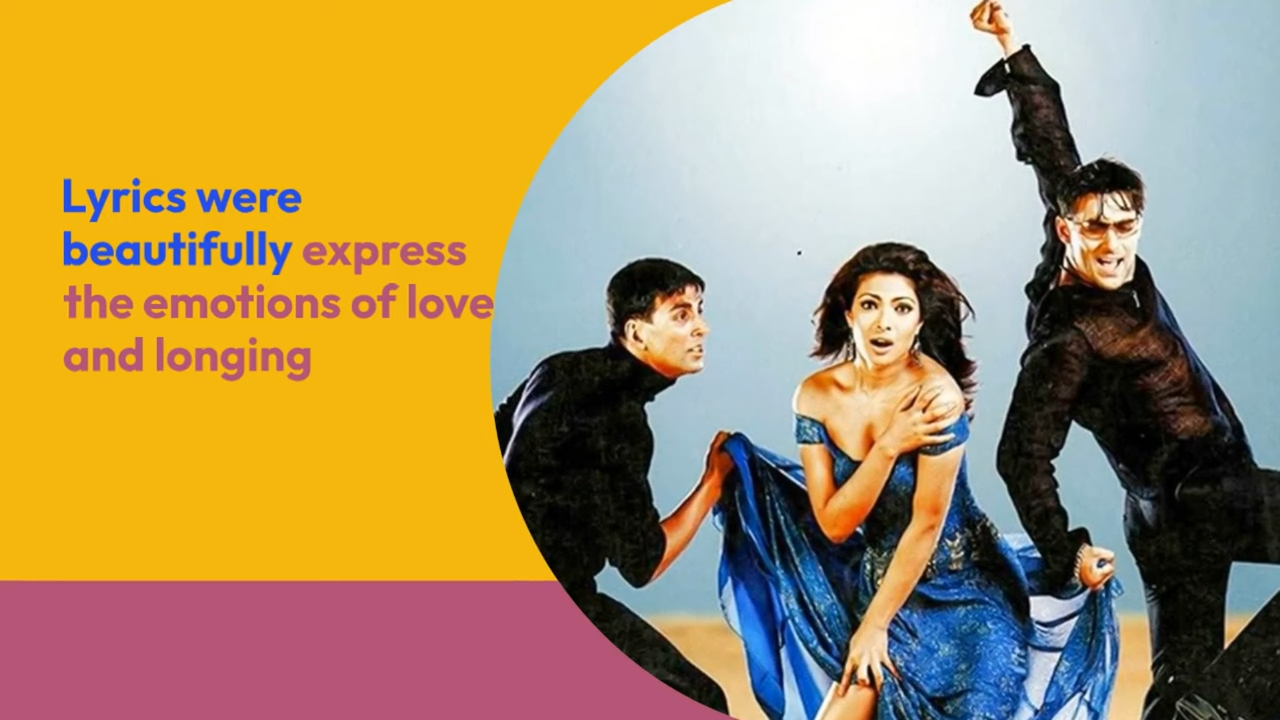 Lyrics were
beautifully express
the emotions of love
and longing